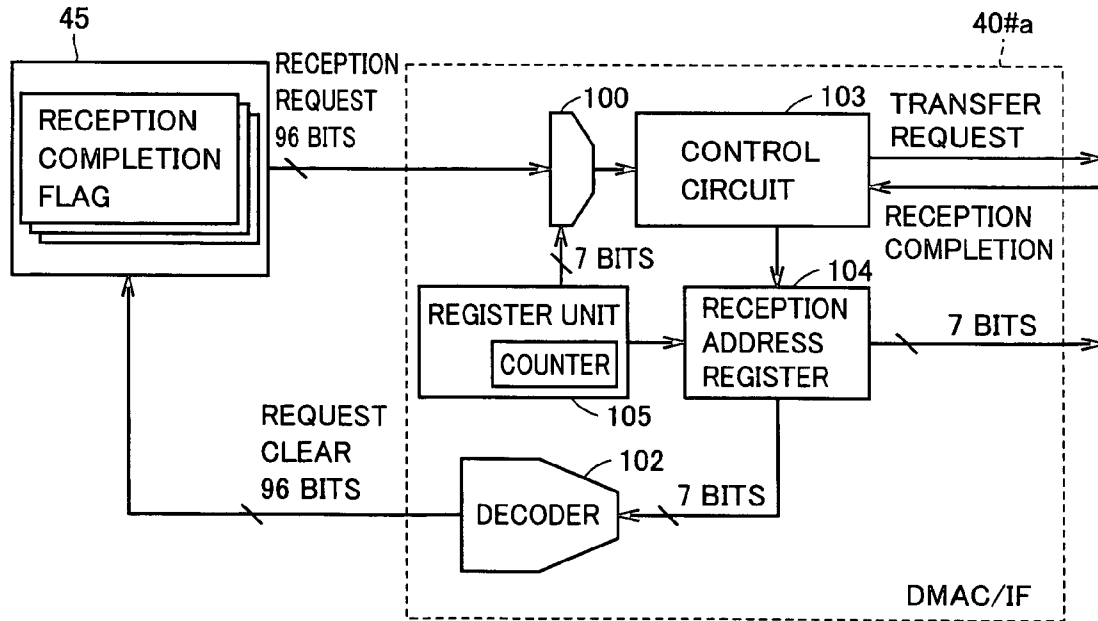 45
40#a
RECEPTION
REQUEST
96 BITS
100
103
TRANSFER
REQUEST
RECEPTION
COMPLETION
FLAG
CONTROL
CIRCUIT
RECEPTION
COMPLETION
7 BITS
104
REGISTER UNIT
COUNTER
RECEPTION
ADDRESS
REGISTER
7 BITS
105
REQUEST
CLEAR
96 BITS
102
7 BITS
DECODER
DMAC/IF